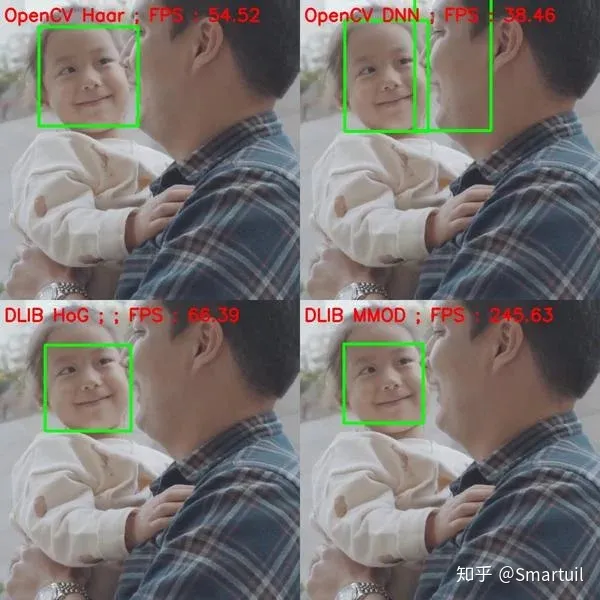 OpenCV Haar ; FPS : 54.52
OpenCV DNN ; FPS : 38.46
DLIB HoG ; ; FPS : 66.39
DLIB MMOD ; FPS : 245.63
知乎 @Smartuil